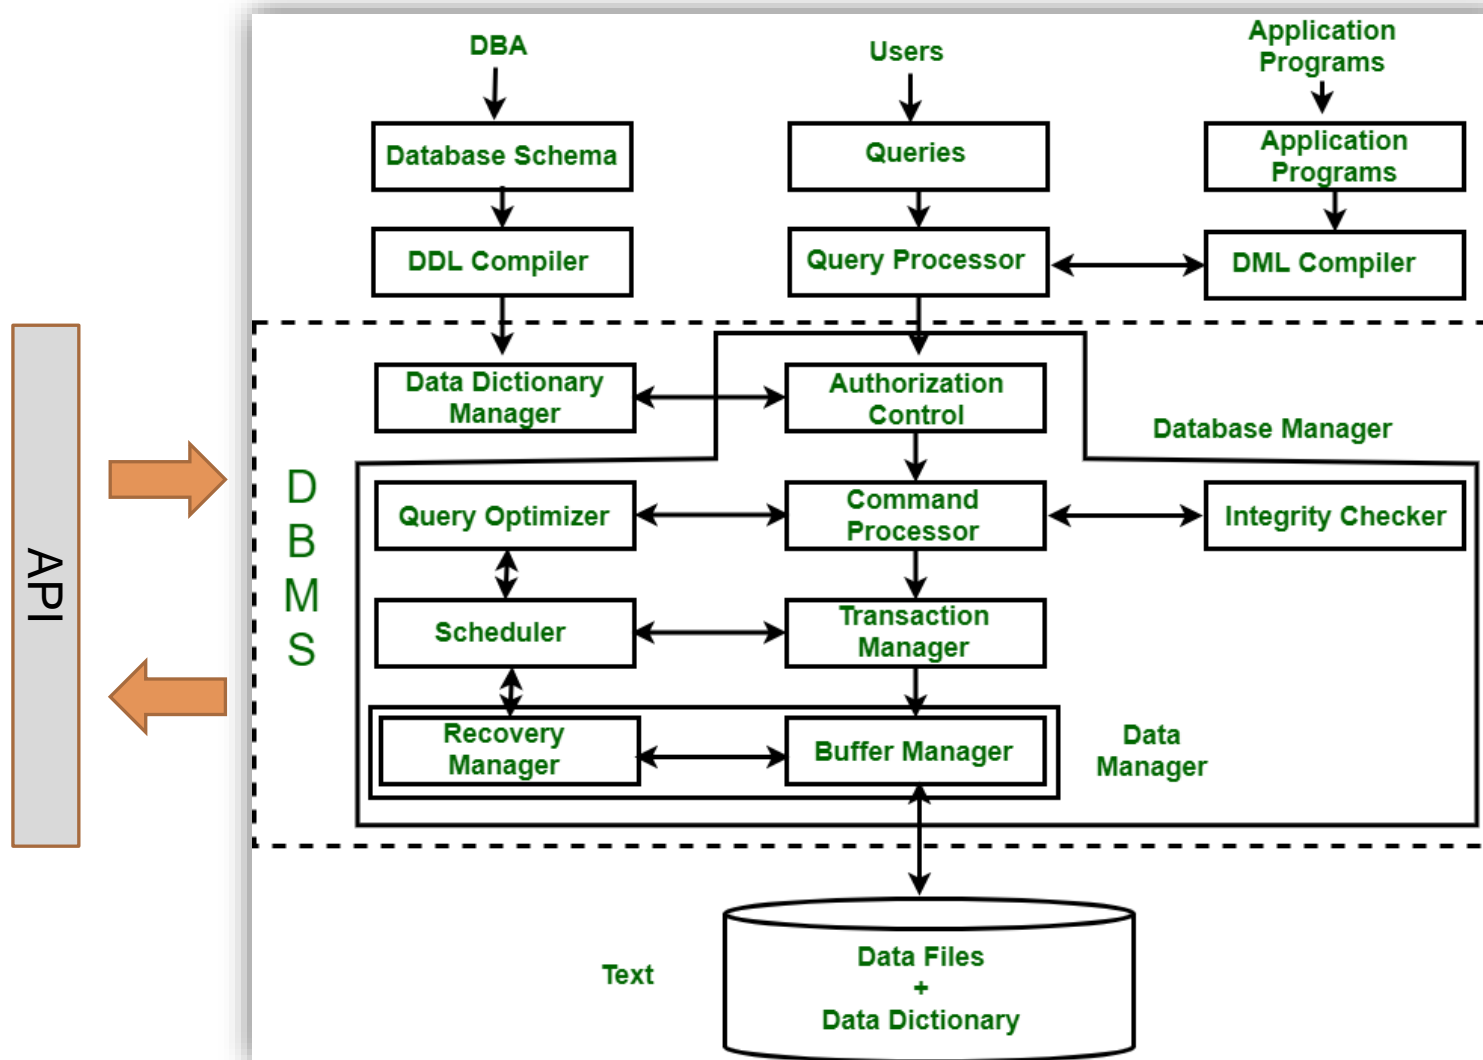 DBA
Users
Application
Programs
Database Schema
Queries
Application
Programs
DDL Compiler
Query Processor
DML Compiler
Data Dictionary
Manager
Authorization
Control
Database Manager
D
B
M
S
Query Optimizer
Command
Processor
Integrity Checker
API
Scheduler
Transaction
Manager
Recovery
Manager
Buffer Manager
Data
Manager
Text
Data Files
+
Data Dictionary